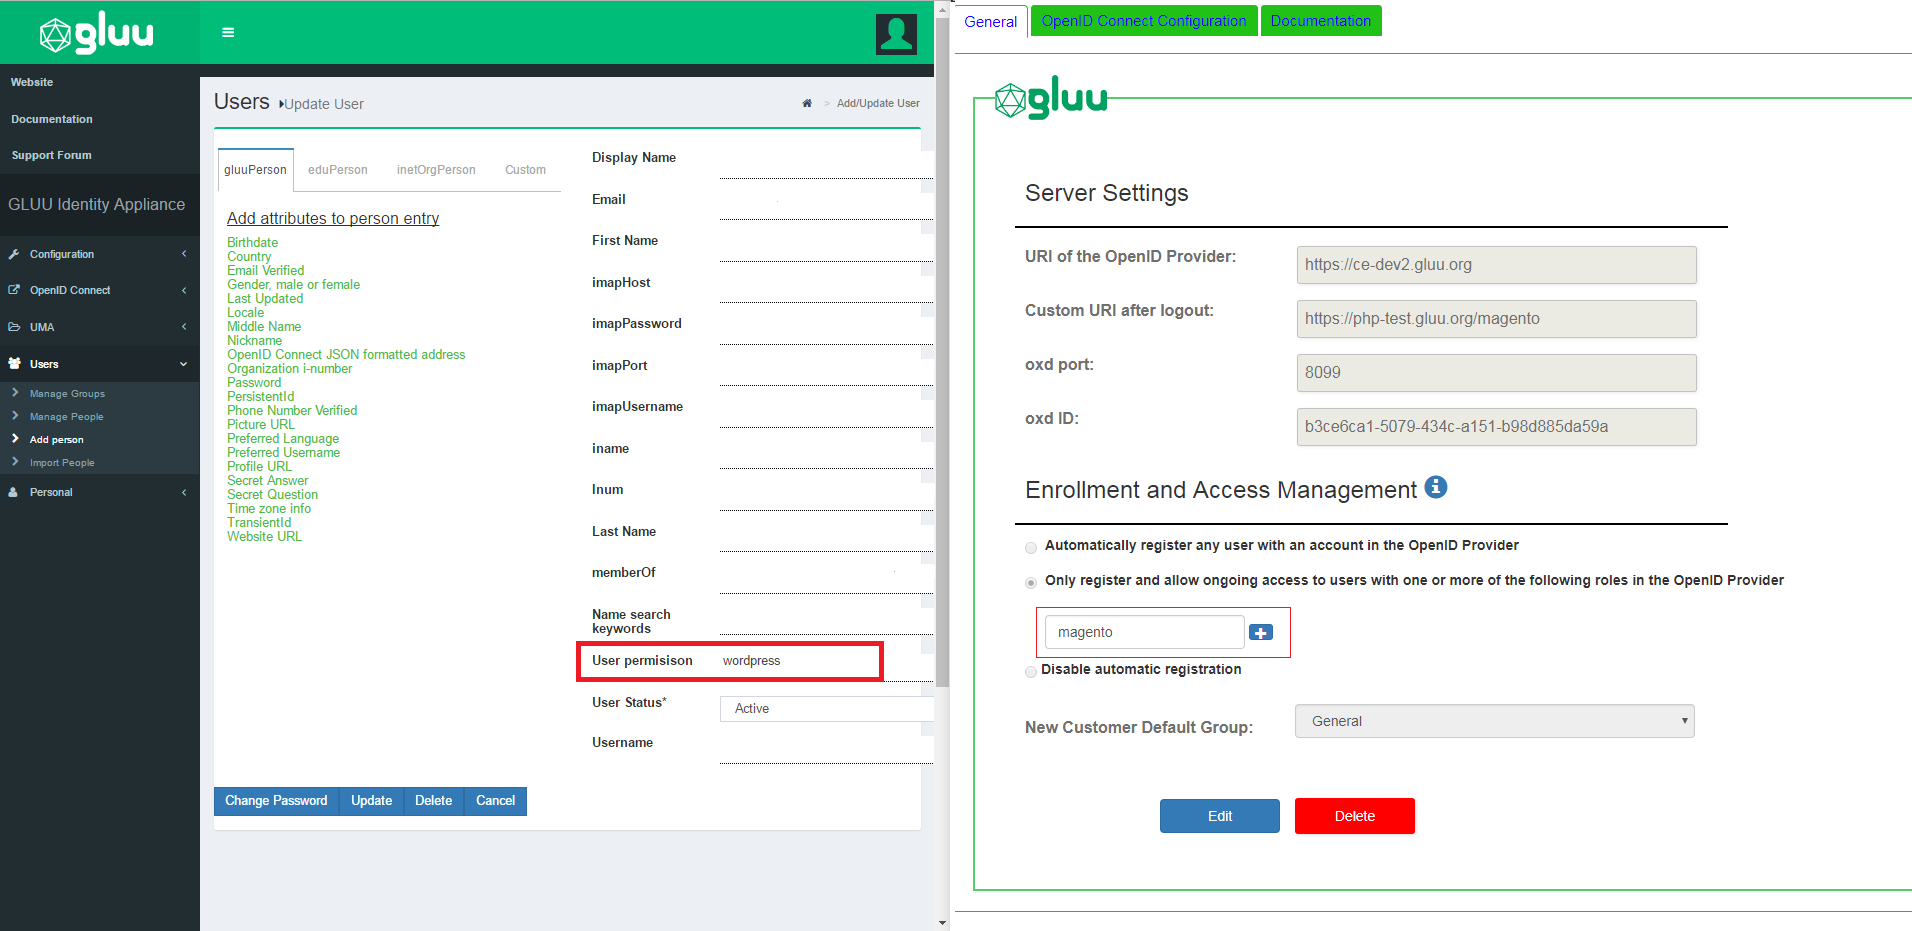 gluu
Website
Documentation
Support Forum
GLUU Identity Appliance
Configuration
OpenID Connect
UMA
Users
Manage Groups
Manage People
Add person
Import People
Personal
Users Update User
> Add/Update User
gluuPerson eduPerson inetOrgPerson Custom
Add attributes to person entry
Birthdate
Country
Email Verified
Gender, male or female
Last Updated
Locale
Middle Name
Nickname
OpenID Connect JSON formatted address
Organization i-number
Password
PersistentId
Phone Number Verified
Picture URL
Preferred Language
Preferred Username
Profile URL
Secret Answer
Secret Question
Time zone info
TransientId
Website URL
Display Name
Email
First Name
imapHost
imapPassword
imapPort
imapUsername
iname
Inum
Last Name
memberOf
Name search
keywords
User permisison wordpress
User Status* Active
Username
Change Password Update Delete Cancel
General OpenID Connect Configuration Documentation
gluu
Server Settings
URI of the OpenID Provider: https://ce-dev2.gluu.org
Custom URI after logout: https://php-test.gluu.org/magento
oxd port: 8099
oxd ID: b3ce6ca1-5079-434c-a151-b98d885da59a
Enrollment and Access Management
Automatically register any user with an account in the OpenID Provider
Only register and allow ongoing access to users with one or more of the following roles in the OpenID Provider
magento
Disable automatic registration
New Customer Default Group: General
Edit Delete